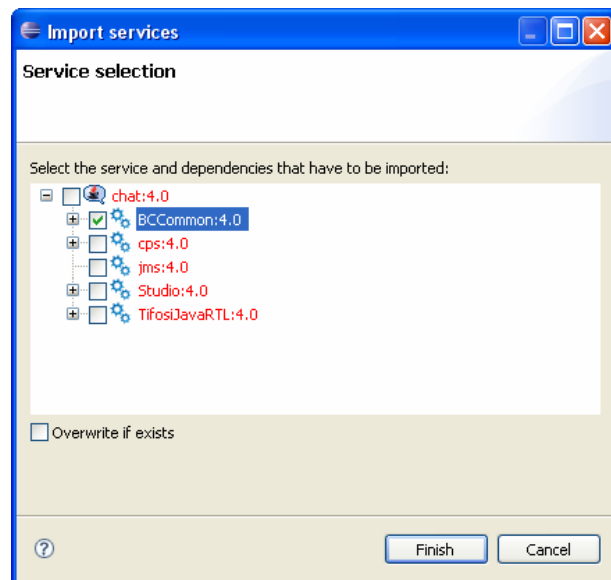 Import services
Service selection
Select the service and dependencies that have to be imported:
chat:4.0
BCCommon:4.0
cps:4.0
jms:4.0
Studio:4.0
TifosiJavaRTL:4.0
Overwrite if exists
?
Finish Cancel